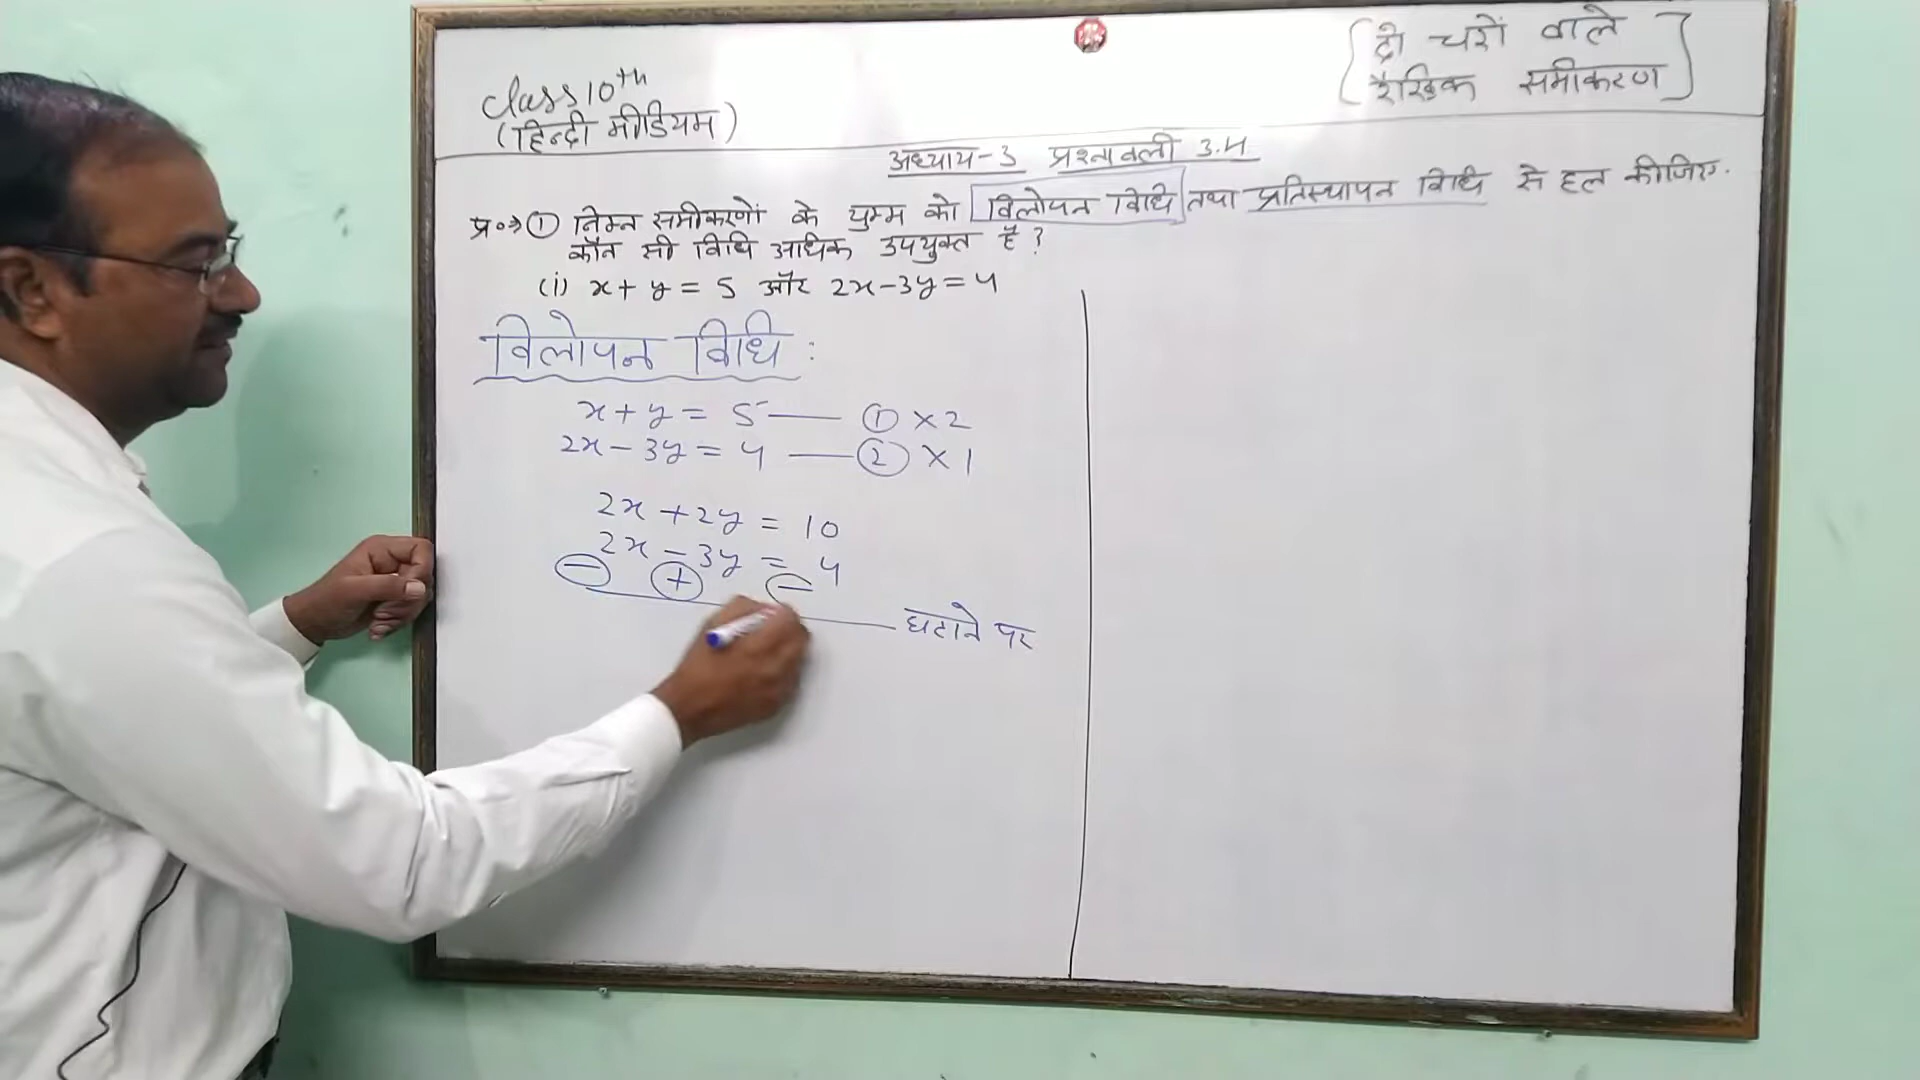 Class 10th
(हिन्दी मीडियम)
दो चरों वाले
रैखिक समीकरण
अध्याय-3 प्रश्नावली 3.4
प्र०→① निम्न समीकरणों के युग्म को विलोपन विधि तथा प्रतिस्थापन विधि से हल कीजिए.
कौन सी विधि अधिक उपयुक्त है?
(i) x + y = 5 और 2x-3y=4
विलोपन विधि :
x + y = 5 — ① ×2
2x - 3y = 4 — ② ×1
2x + 2y = 10
2x - 3y = 4
⊖ ⊕ ⊖
घटाने पर